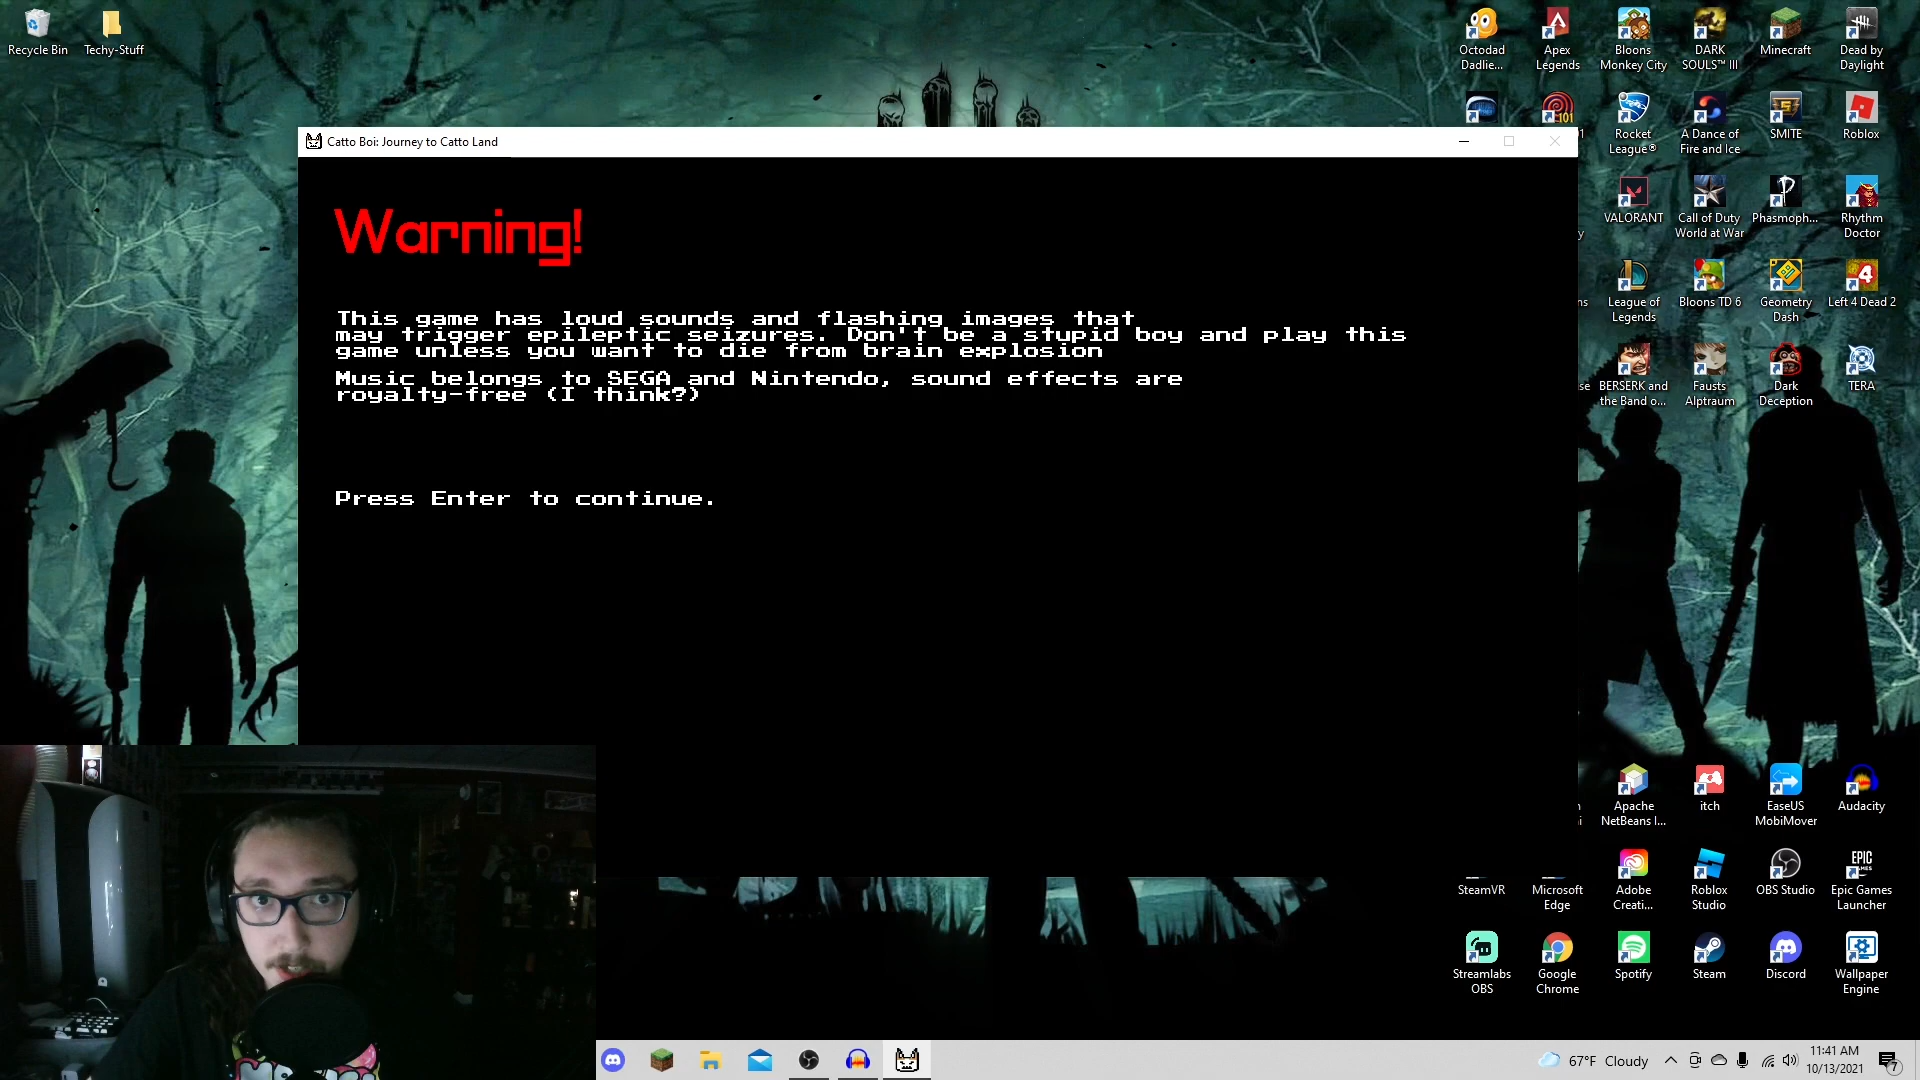 Recycle Bin
Techy-Stuff
Octodad
Dadlie...
Apex
Legends
Bloons
Monkey City
DARK
SOULS™ III
Minecraft
Dead by
Daylight
Catto Boi: Journey to Catto Land
101
Rocket
League®
A Dance of
Fire and Ice
SMITE
Roblox
Warning!
VALORANT
Call of Duty
World at War
Phasmoph...
Rhythm
Doctor
This game has loud sounds and flashing images that
may trigger epileptic seizures. Don't be a stupid boy and play this
game unless you want to die from brain explosion
League of
Legends
Bloons TD 6
Geometry
Dash
Left 4 Dead 2
Music belongs to SEGA and Nintendo, sound effects are
royalty-free (I think?)
BERSERK and
the Band o...
Fausts
Alptraum
Dark
Deception
TERA
Press Enter to continue.
Apache
NetBeans I...
itch
EaseUS
MobiMover
Audacity
SteamVR
Microsoft
Edge
Adobe
Creati...
Roblox
Studio
OBS Studio
EPIC
GAMES
Epic Games
Launcher
Streamlabs
OBS
Google
Chrome
Spotify
Steam
Discord
Wallpaper
Engine
67°F Cloudy
11:41 AM
10/13/2021
7